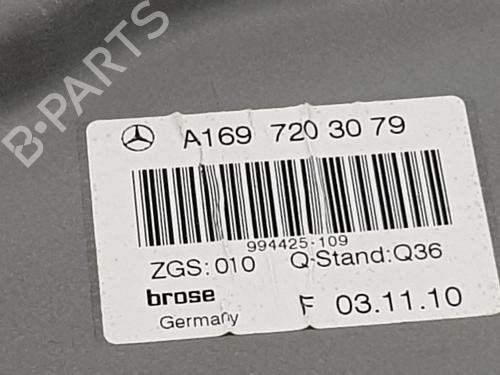 B-PARTS
A169 720 30 79
994425-109
ZGS:010 Q-Stand:Q36
brose F 03.11.10
Germany